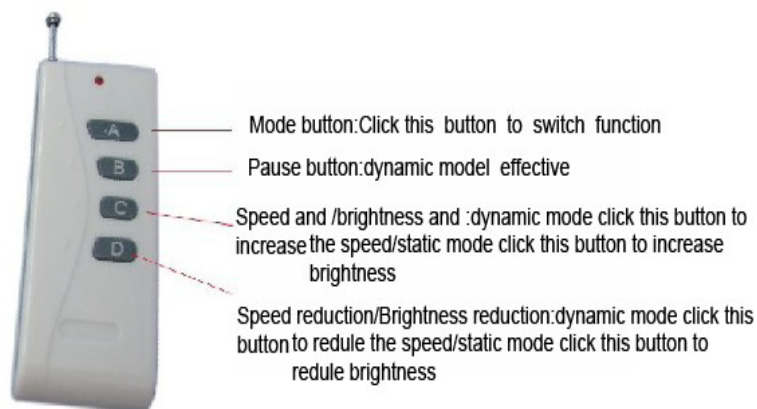 A
Mode button:Click this button to switch function
B
Pause button:dynamic model effective
C
Speed and /brightness and :dynamic mode click this button to
increase the speed/static mode click this button to increase
brightness
D
Speed reduction/Brightness reduction:dynamic mode click this
button to redule the speed/static mode click this button to
redule brightness